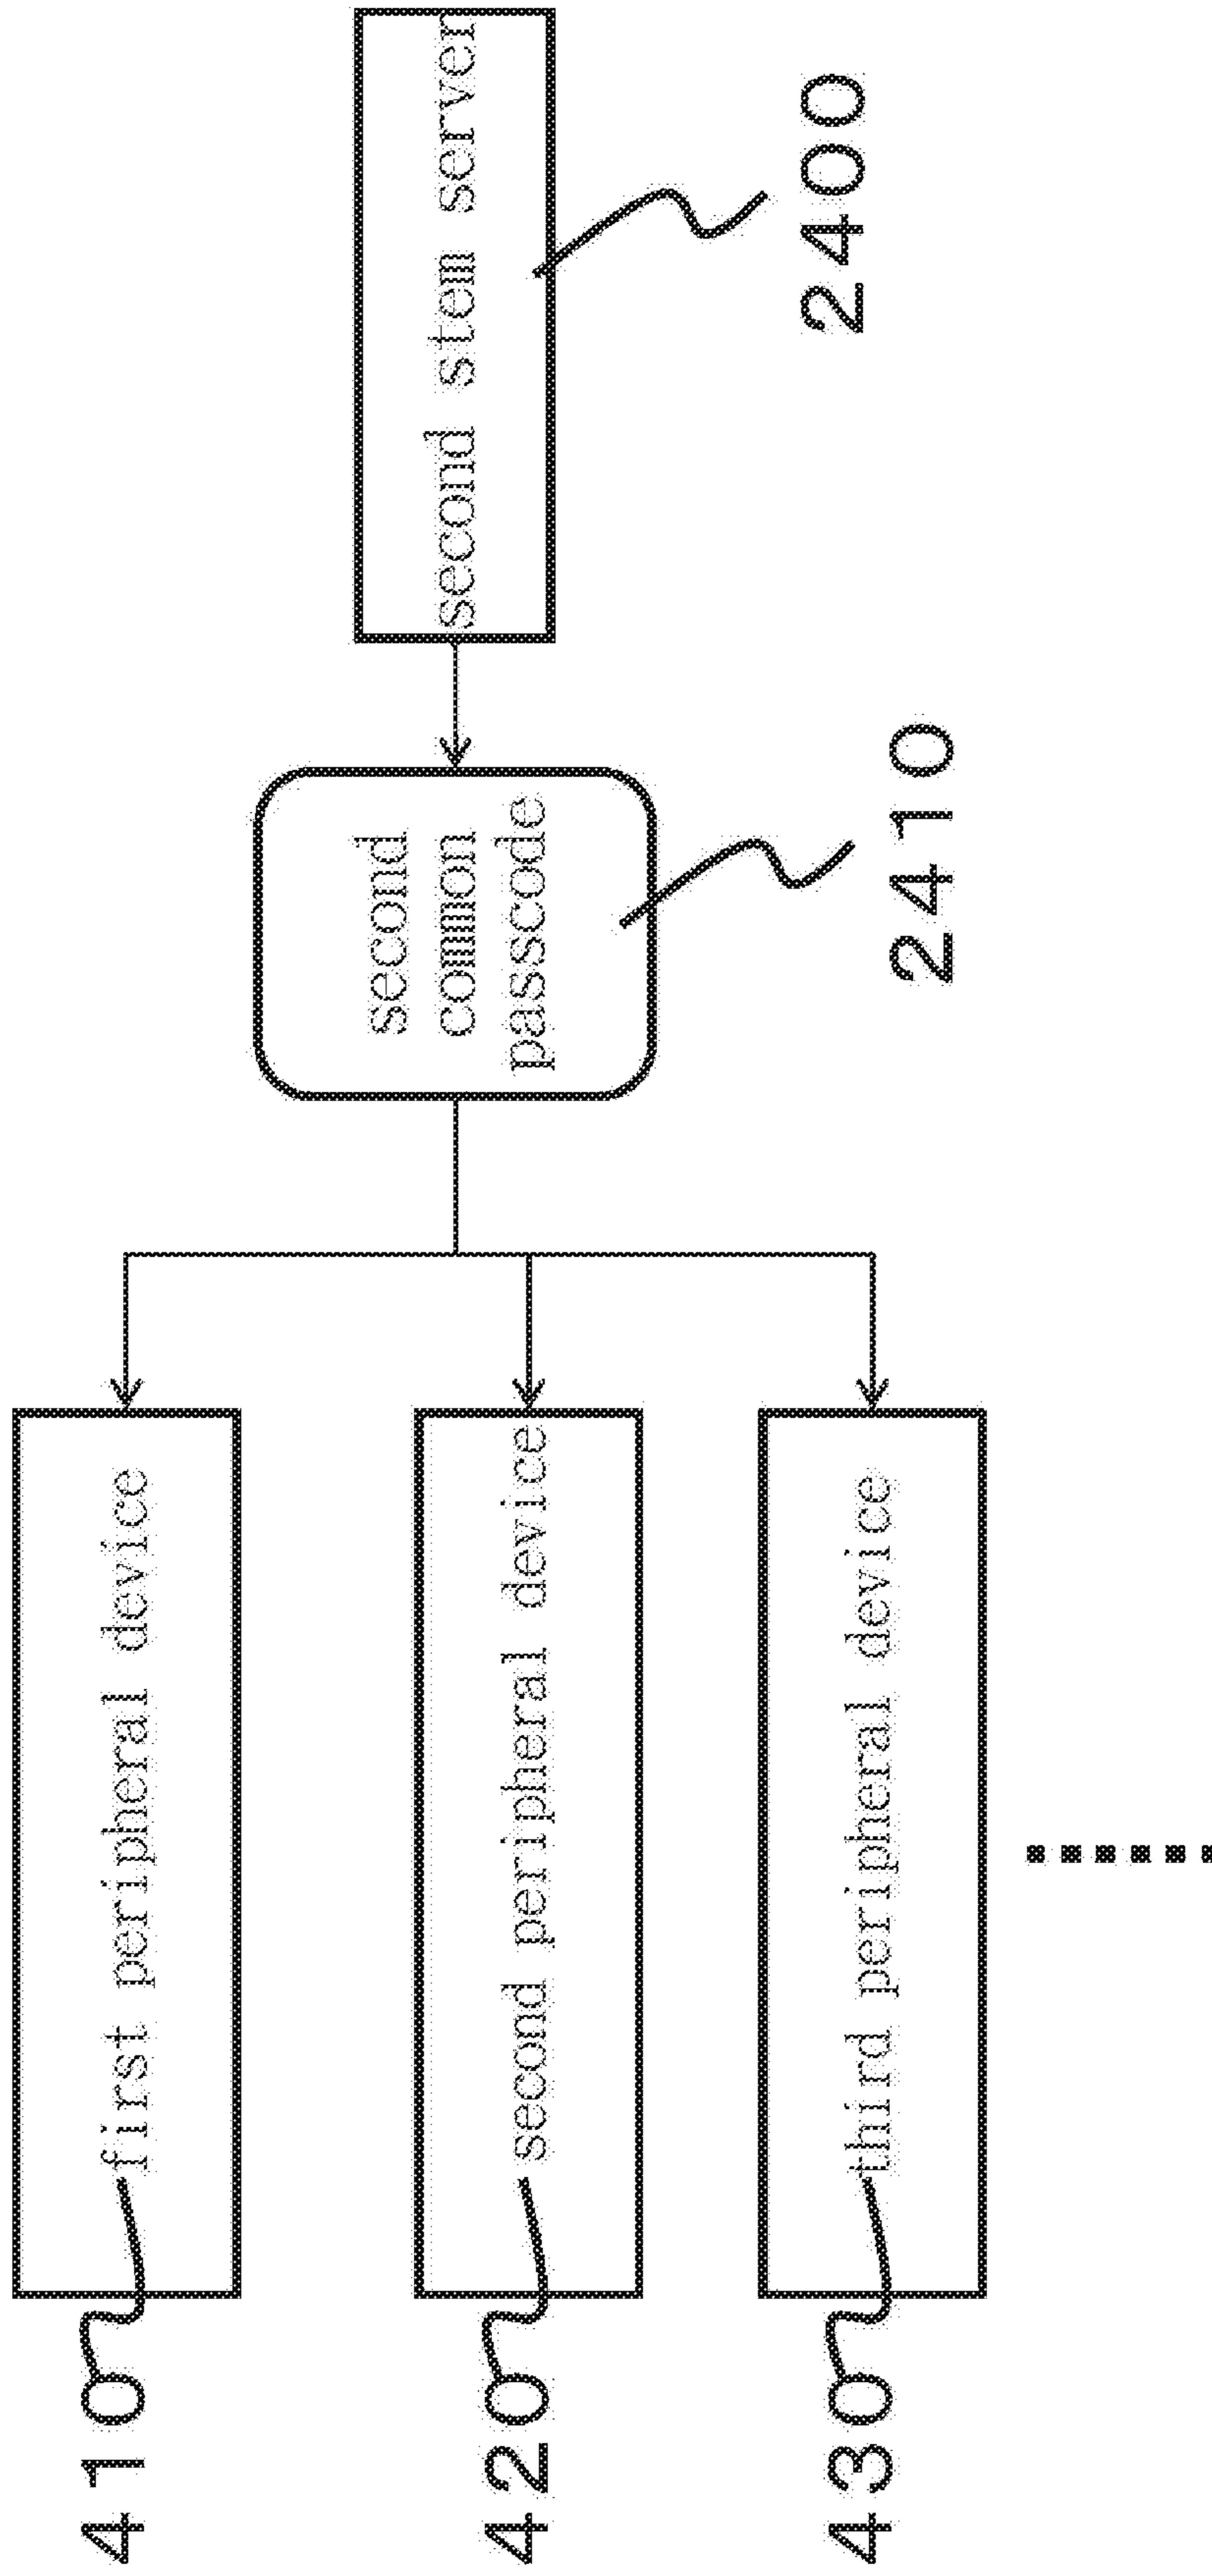 410
first peripheral device
420
second peripheral device
430
third peripheral device
second
common
passcode
2410
second stem server
2400